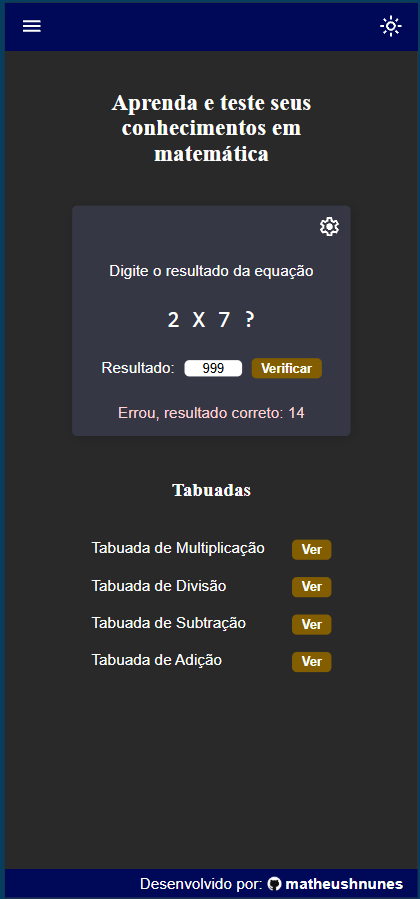 Aprenda e teste seus
conhecimentos em
matemática
Digite o resultado da equação
2 X 7 ?
Resultado: 999 Verificar
Errou, resultado correto: 14
Tabuadas
Tabuada de Multiplicação Ver
Tabuada de Divisão Ver
Tabuada de Subtração Ver
Tabuada de Adição Ver
Desenvolvido por: matheushnunes